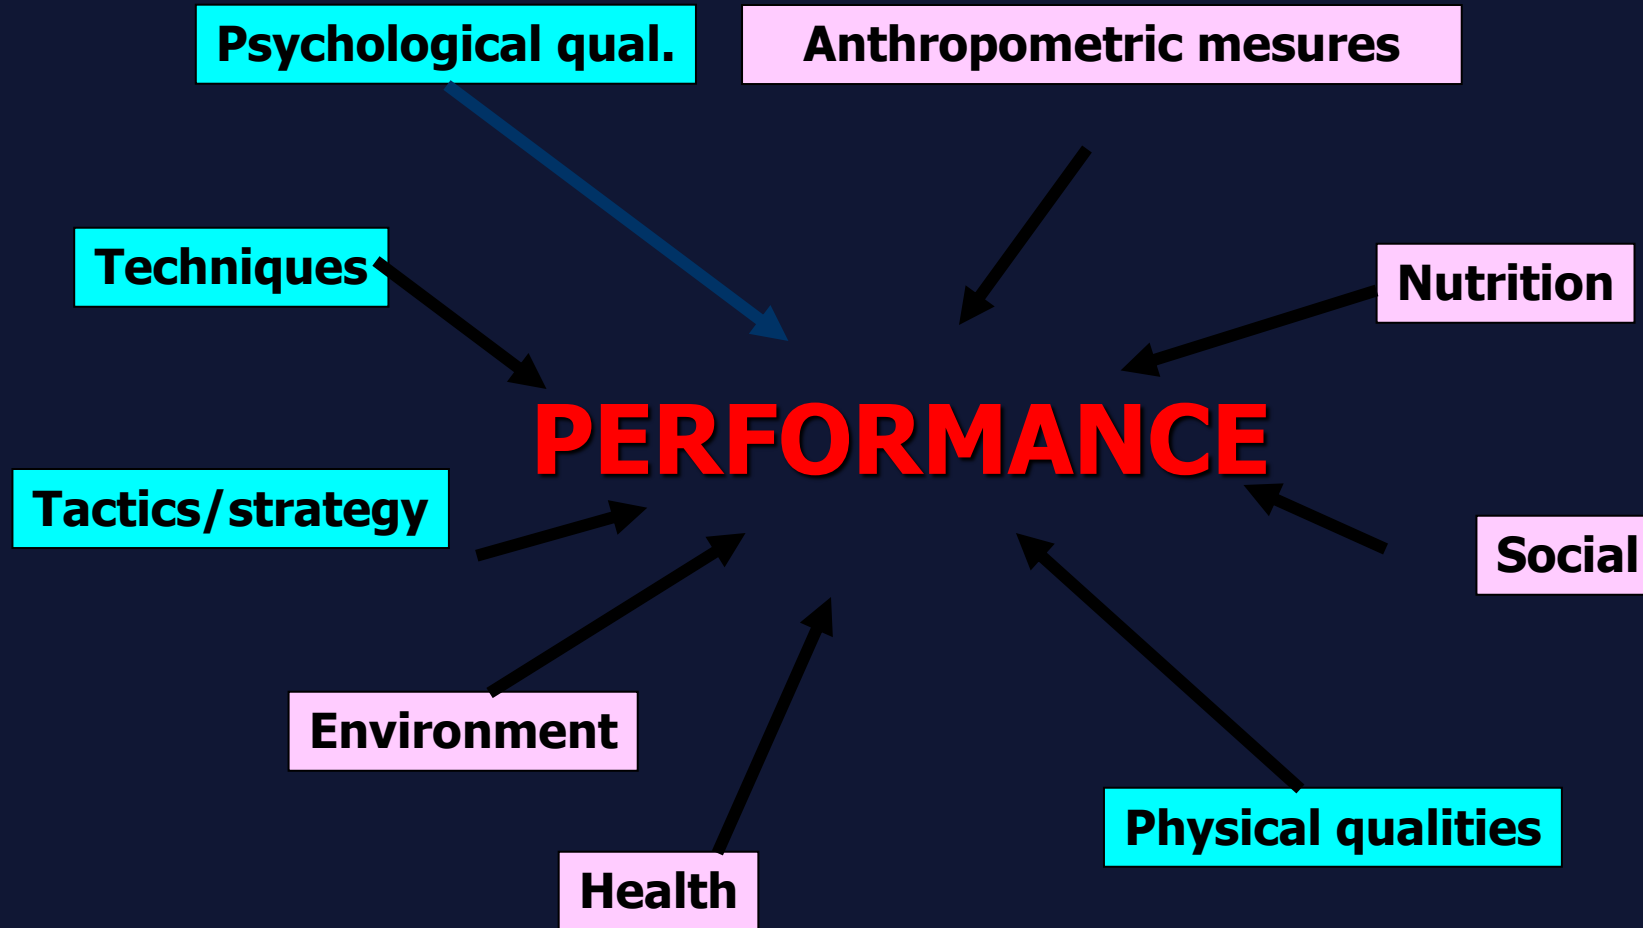 Psychological qual.
Anthropometric mesures
Techniques
Nutrition
PERFORMANCE
Tactics/strategy
Social
Environment
Physical qualities
Health